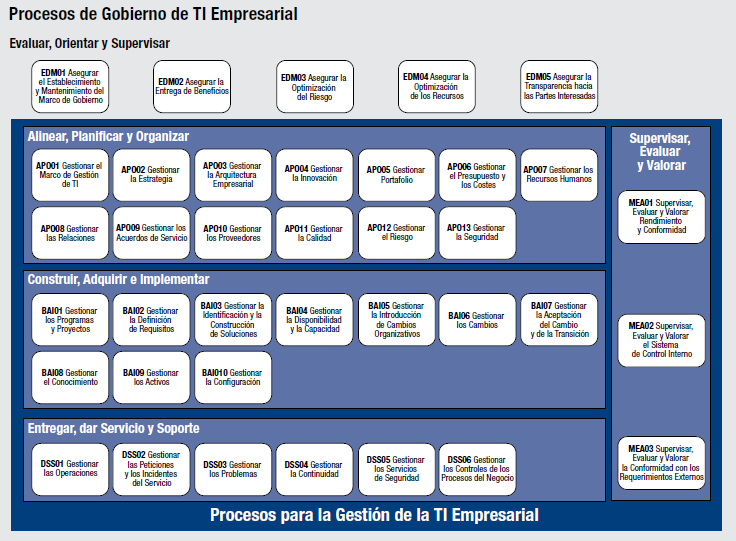 Procesos de Gobierno de TI Empresarial
Evaluar, Orientar y Supervisar
EDM01 Asegurar
el Establecimiento
y Mantenimiento del
Marco de Gobierno
EDM02 Asegurar la
Entrega de Beneficios
EDM03 Asegurar la
Optimización
del Riesgo
EDM04 Asegurar la
Optimización
de los Recursos
EDM05 Asegurar la
Transparencia hacia
las Partes Interesadas
Alinear, Planificar y Organizar
APO01 Gestionar el
Marco de Gestión
de TI
APO02 Gestionar
la Estrategia
APO03 Gestionar
la Arquitectura
Empresarial
APO04 Gestionar
la Innovación
APO05 Gestionar
Portafolio
APO06 Gestionar
el Presupuesto y
los Costes
APO07 Gestionar los
Recursos Humanos
APO08 Gestionar
las Relaciones
APO09 Gestionar los
Acuerdos de Servicio
APO10 Gestionar
los Proveedores
APO11 Gestionar
la Calidad
APO12 Gestionar
el Riesgo
APO13 Gestionar
la Seguridad
Construir, Adquirir e Implementar
BAI01 Gestionar
los Programas
y Proyectos
BAI02 Gestionar
la Definición
de Requisitos
BAI03 Gestionar la
Identificación y la
Construcción
de Soluciones
BAI04 Gestionar
la Disponibilidad
y la Capacidad
BAI05 Gestionar
la Introducción
de Cambios
Organizativos
BAI06 Gestionar
los Cambios
BAI07 Gestionar
la Aceptación
del Cambio
y de la Transición
BAI08 Gestionar
el Conocimiento
BAI09 Gestionar
los Activos
BAI010 Gestionar
la Configuración
Entregar, dar Servicio y Soporte
DSS01 Gestionar
las Operaciones
DSS02 Gestionar
las Peticiones
y los Incidentes
del Servicio
DSS03 Gestionar
los Problemas
DSS04 Gestionar
la Continuidad
DSS05 Gestionar
los Servicios
de Seguridad
DSS06 Gestionar
los Controles de los
Procesos del Negocio
Supervisar,
Evaluar
y Valorar
MEA01 Supervisar,
Evaluar y Valorar
Rendimiento
y Conformidad
MEA02 Supervisar,
Evaluar y Valorar
el Sistema
de Control Interno
MEA03 Supervisar,
Evaluar y Valorar
la Conformidad con los
Requerimientos Externos
Procesos para la Gestión de la TI Empresarial